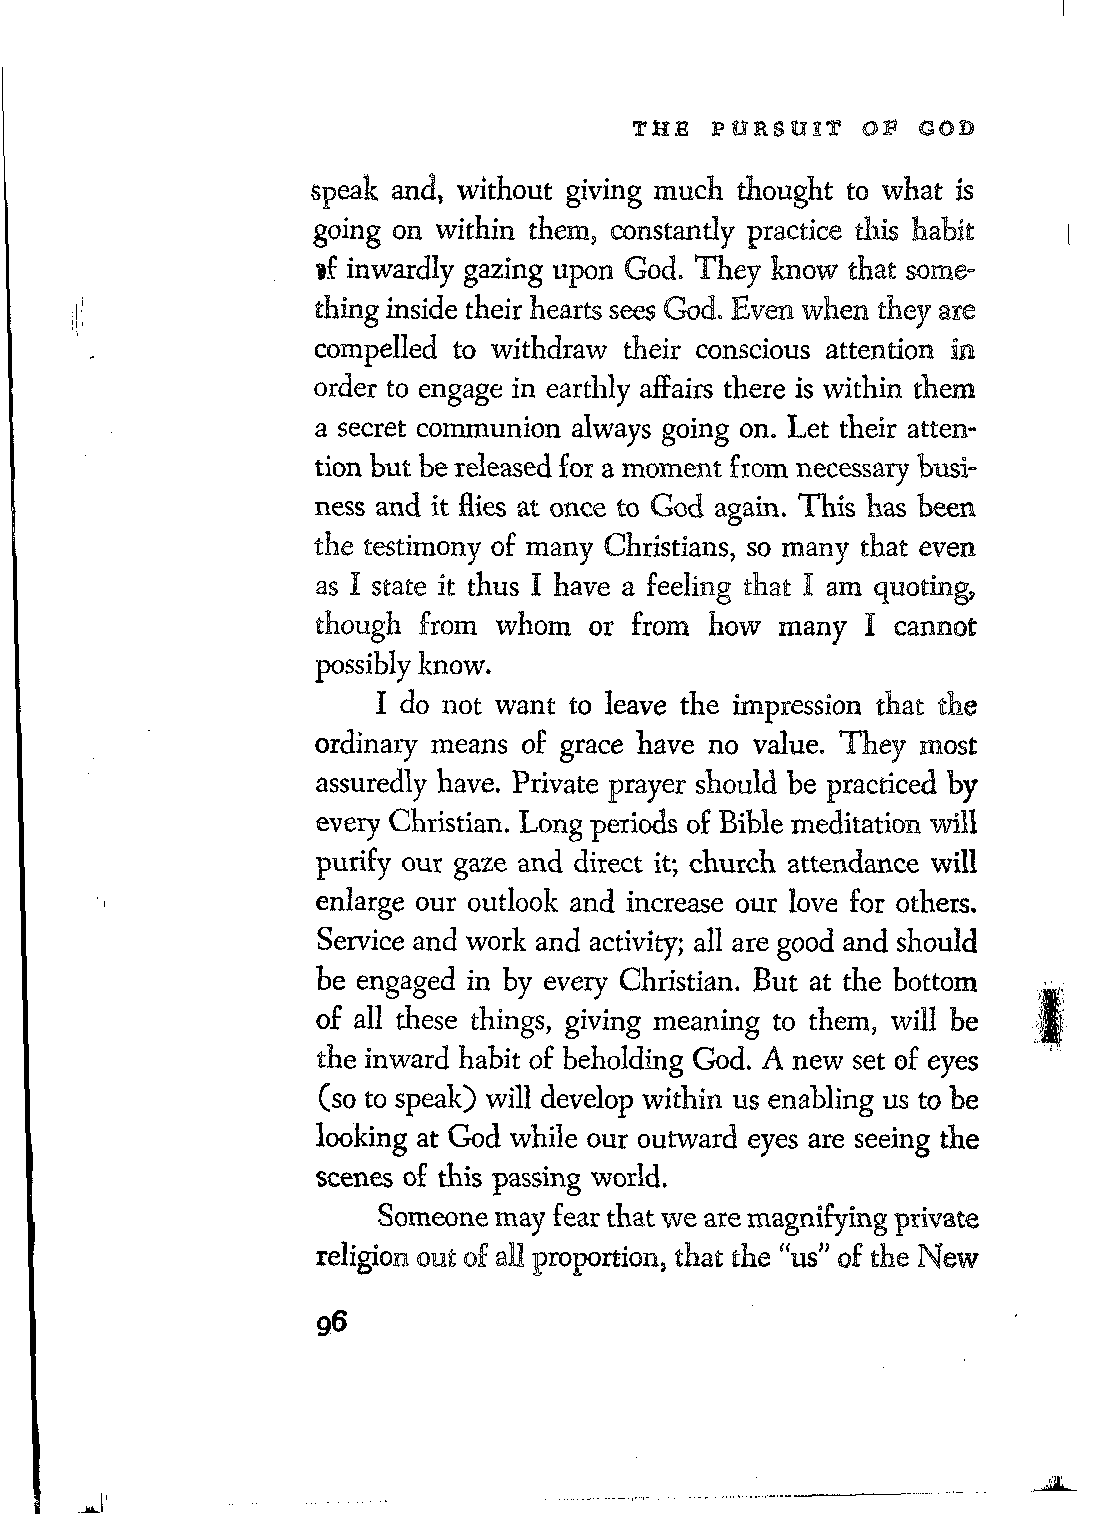 THE PURSUIT OF GOD
speak and, without giving much thought to what is
going on within them, constantly practice this habit
of inwardly gazing upon God. They know that some-
thing inside their hearts sees God. Even when they are
compelled to withdraw their conscious attention in
order to engage in earthly affairs there is within them
a secret communion always going on. Let their atten-
tion but be released for a moment from necessary busi-
ness and it flies at once to God again. This has been
the testimony of many Christians, so many that even
as I state it thus I have a feeling that I am quoting,
though from whom or from how many I cannot
possibly know.
I do not want to leave the impression that the
ordinary means of grace have no value. They most
assuredly have. Private prayer should be practiced by
every Christian. Long periods of Bible meditation will
purify our gaze and direct it; church attendance will
enlarge our outlook and increase our love for others.
Service and work and activity; all are good and should
be engaged in by every Christian. But at the bottom
of all these things, giving meaning to them, will be
the inward habit of beholding God. A new set of eyes
(so to speak) will develop within us enabling us to be
looking at God while our outward eyes are seeing the
scenes of this passing world.
Someone may fear that we are magnifying private
religion out of all proportion, that the "us" of the New
96